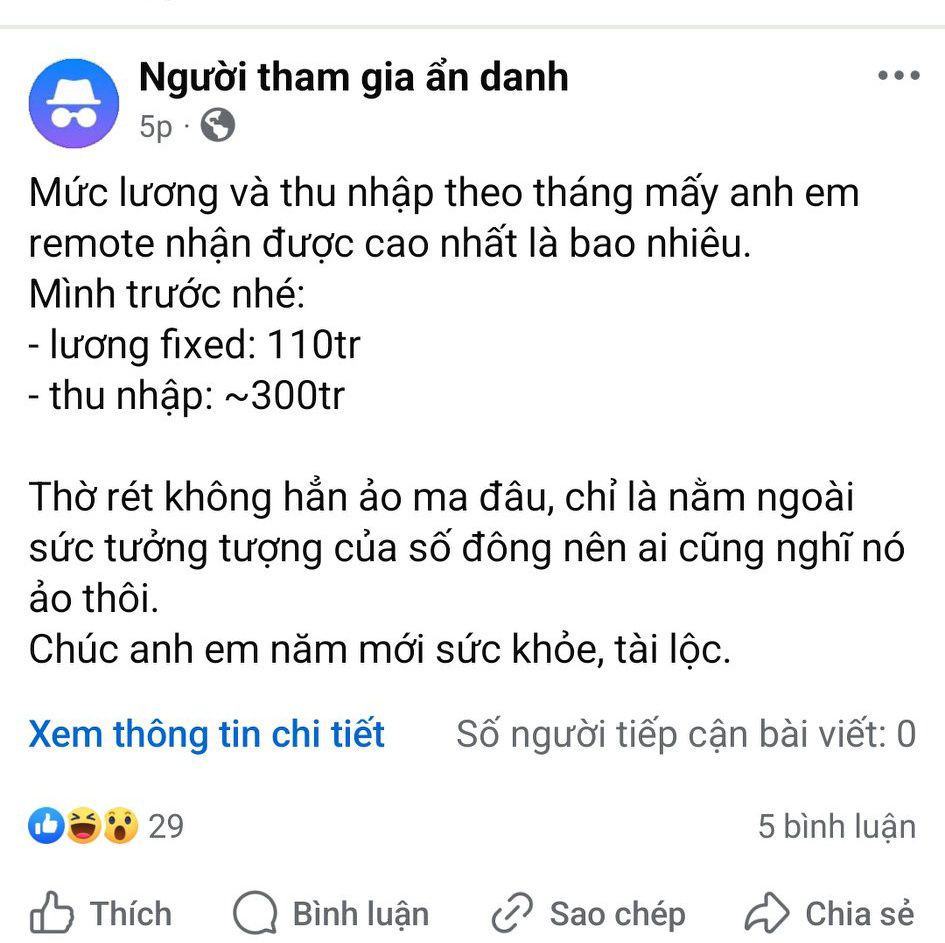 Người tham gia ẩn danh
5p ·
Mức lương và thu nhập theo tháng mấy anh em
remote nhận được cao nhất là bao nhiêu.
Mình trước nhé:
- lương fixed: 110tr
- thu nhập: ~300tr
Thờ rét không hẳn ảo ma đâu, chỉ là nằm ngoài
sức tưởng tượng của số đông nên ai cũng nghĩ nó
ảo thôi.
Chúc anh em năm mới sức khỏe, tài lộc.
Xem thông tin chi tiết Số người tiếp cận bài viết: 0
29 5 bình luận
Thích Bình luận Sao chép Chia sẻ